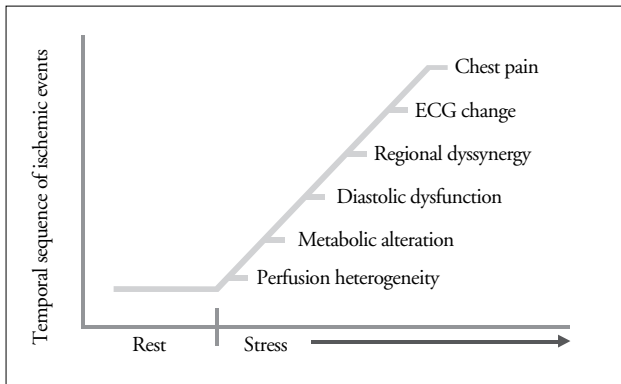 Temporal sequence of ischemic events
Chest pain
ECG change
Regional dyssynergy
Diastolic dysfunction
Metabolic alteration
Perfusion heterogeneity
Rest
Stress